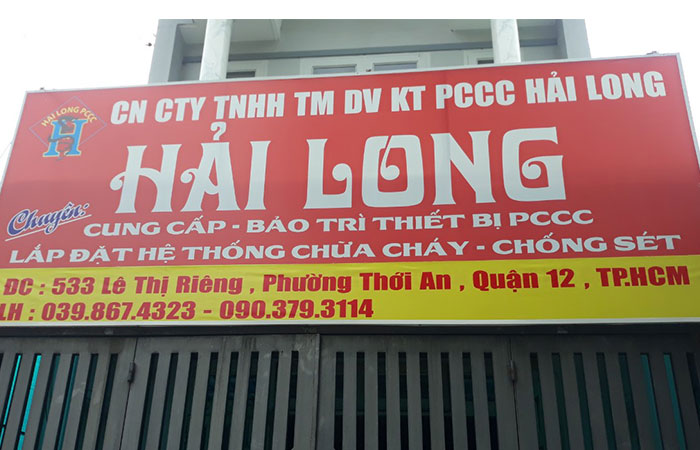 CN CTY TNHH TM DV KT PCCC HẢI LONG
HẢI LONG PCCC
H
HẢI LONG
Chuyên:
CUNG CẤP - BẢO TRÌ THIẾT BỊ PCCC
LẮP ĐẶT HỆ THỐNG CHỮA CHÁY - CHỐNG SÉT
ĐC : 533 Lê Thị Riêng , Phường Thới An , Quận 12 , TP.HCM
LH : 039.867.4323 - 090.379.3114